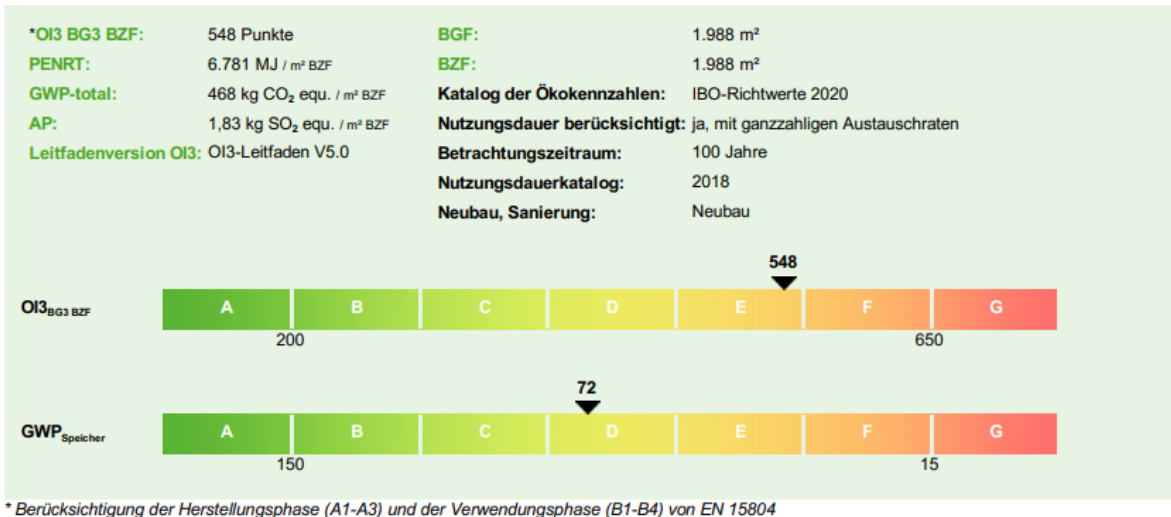 *OI3 BG3 BZF: 548 Punkte BGF: 1.988 m²
PENRT: 6.781 MJ / m² BZF BZF: 1.988 m²
GWP-total: 468 kg CO₂ equ. / m² BZF Katalog der Ökokennzahlen: IBO-Richtwerte 2020
AP: 1,83 kg SO₂ equ. / m² BZF Nutzungsdauer berücksichtigt: ja, mit ganzzahligen Austauschraten
Leitfadenversion OI3: OI3-Leitfaden V5.0 Betrachtungszeitraum: 100 Jahre
Nutzungsdauerkatalog: 2018
Neubau, Sanierung: Neubau
548
OI3BG3 BZF A B C D E F G
200 650
72
GWPSpeicher A B C D E F G
150 15
* Berücksichtigung der Herstellungsphase (A1-A3) und der Verwendungsphase (B1-B4) von EN 15804